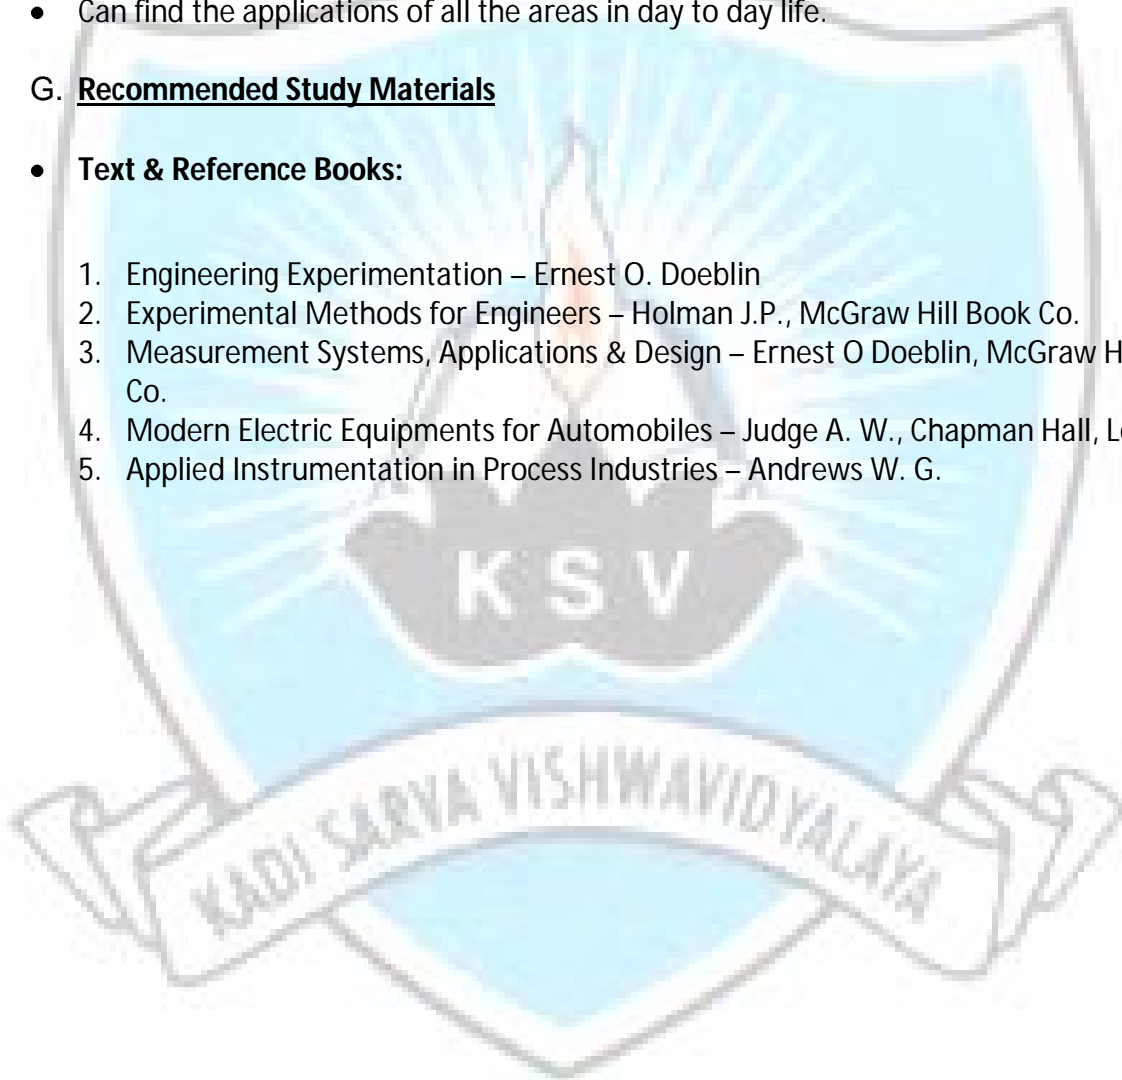 • Can find the applications of all the areas in day to day life.
G. Recommended Study Materials
• Text & Reference Books:
1. Engineering Experimentation – Ernest O. Doeblin
2. Experimental Methods for Engineers – Holman J.P., McGraw Hill Book Co.
3. Measurement Systems, Applications & Design – Ernest O Doeblin, McGraw H
Co.
4. Modern Electric Equipments for Automobiles – Judge A. W., Chapman Hall, L
5. Applied Instrumentation in Process Industries – Andrews W. G.
KSV
KADI SARVA VISHWAVIDYALAYA